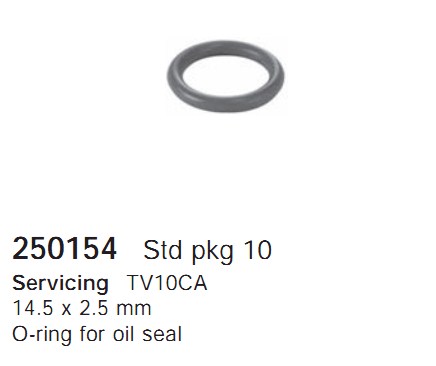 250154 Std pkg 10
Servicing TV10CA
14.5 x 2.5 mm
O-ring for oil seal